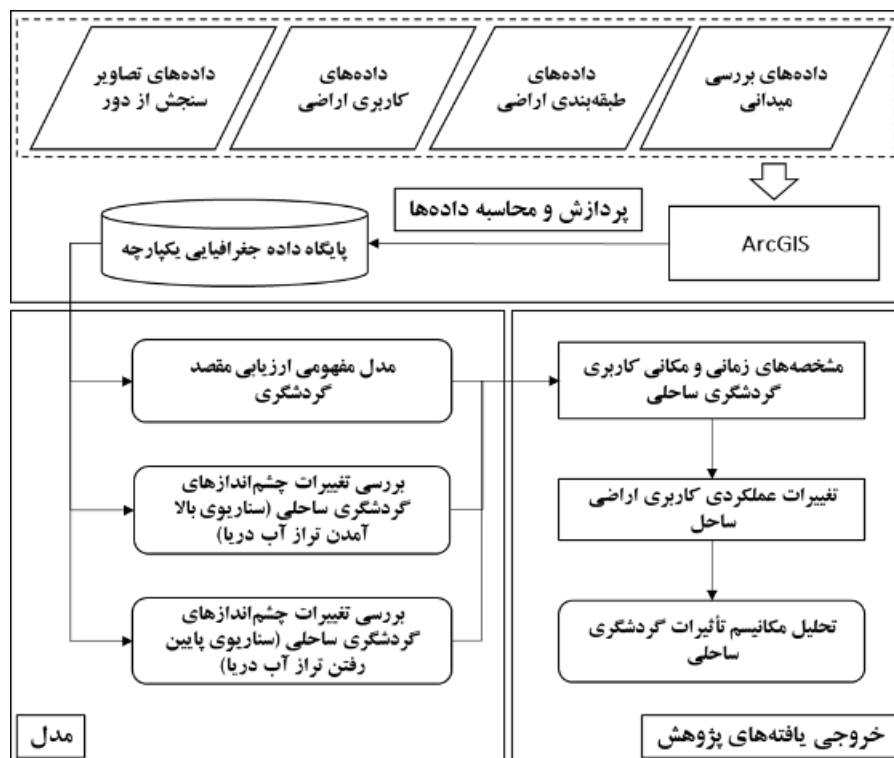 داده‌های بررسی
میدانی
داده‌های
طبقه‌بندی اراضی
داده‌های
کاربری اراضی
داده‌های تصاویر
سنجش از دور
ArcGIS
پردازش و محاسبه داده‌ها
پایگاه داده جغرافیایی یکپارچه
مدل مفهومی ارزیابی مقصد
گردشگری
بررسی تغییرات چشم‌اندازهای
گردشگری ساحلی (سناریوی بالا
آمدن تراز آب دریا)
بررسی تغییرات چشم‌اندازهای
گردشگری ساحلی (سناریوی پایین
رفتن تراز آب دریا)
مدل
مشخصه‌های زمانی و مکانی کاربری
گردشگری ساحلی
تغییرات عملکردی کاربری اراضی
ساحل
تحلیل مکانیسم تأثیرات گردشگری
ساحلی
خروجی یافته‌های پژوهش